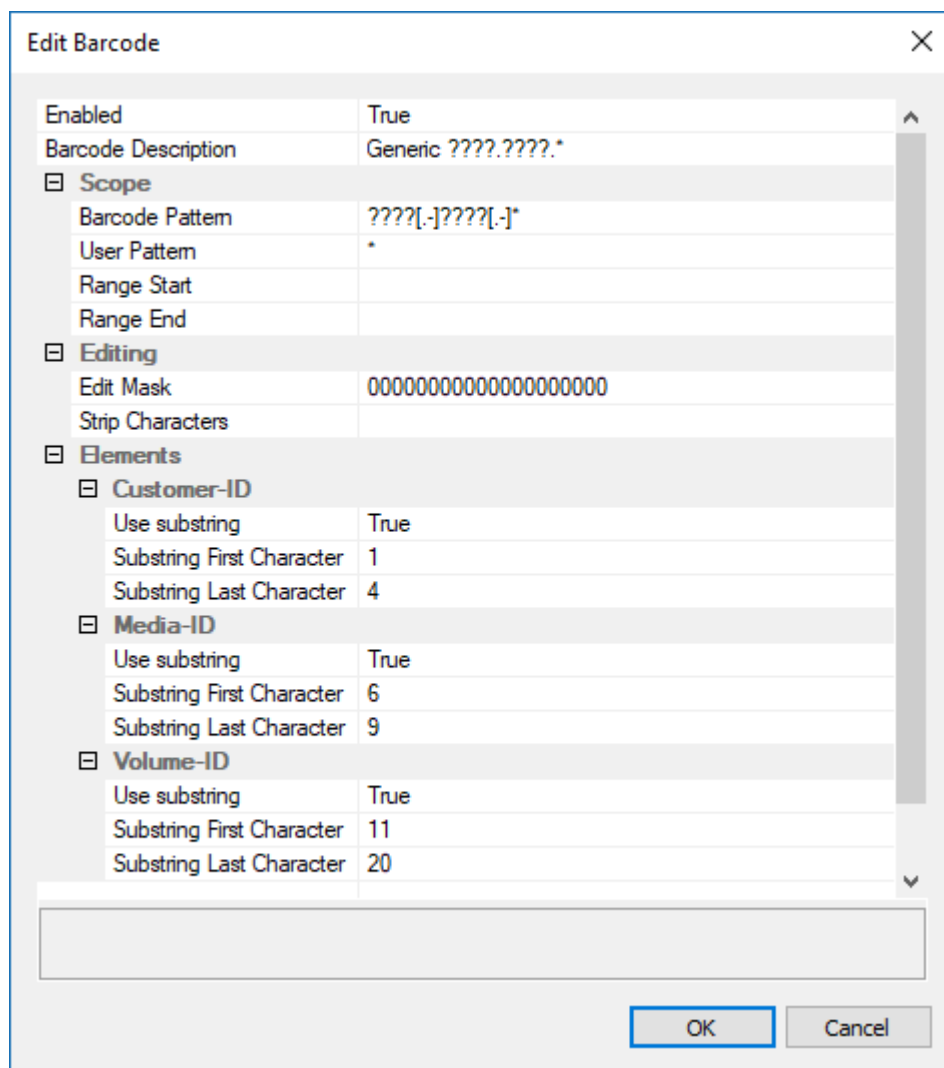 Edit Barcode
Enabled True
Barcode Description Generic ????.????.*
Scope
Barcode Pattern ????[.-]????[.-]*
User Pattern *
Range Start
Range End
Editing
Edit Mask 00000000000000000000
Strip Characters
Elements
Customer-ID
Use substring True
Substring First Character 1
Substring Last Character 4
Media-ID
Use substring True
Substring First Character 6
Substring Last Character 9
Volume-ID
Use substring True
Substring First Character 11
Substring Last Character 20
OK Cancel